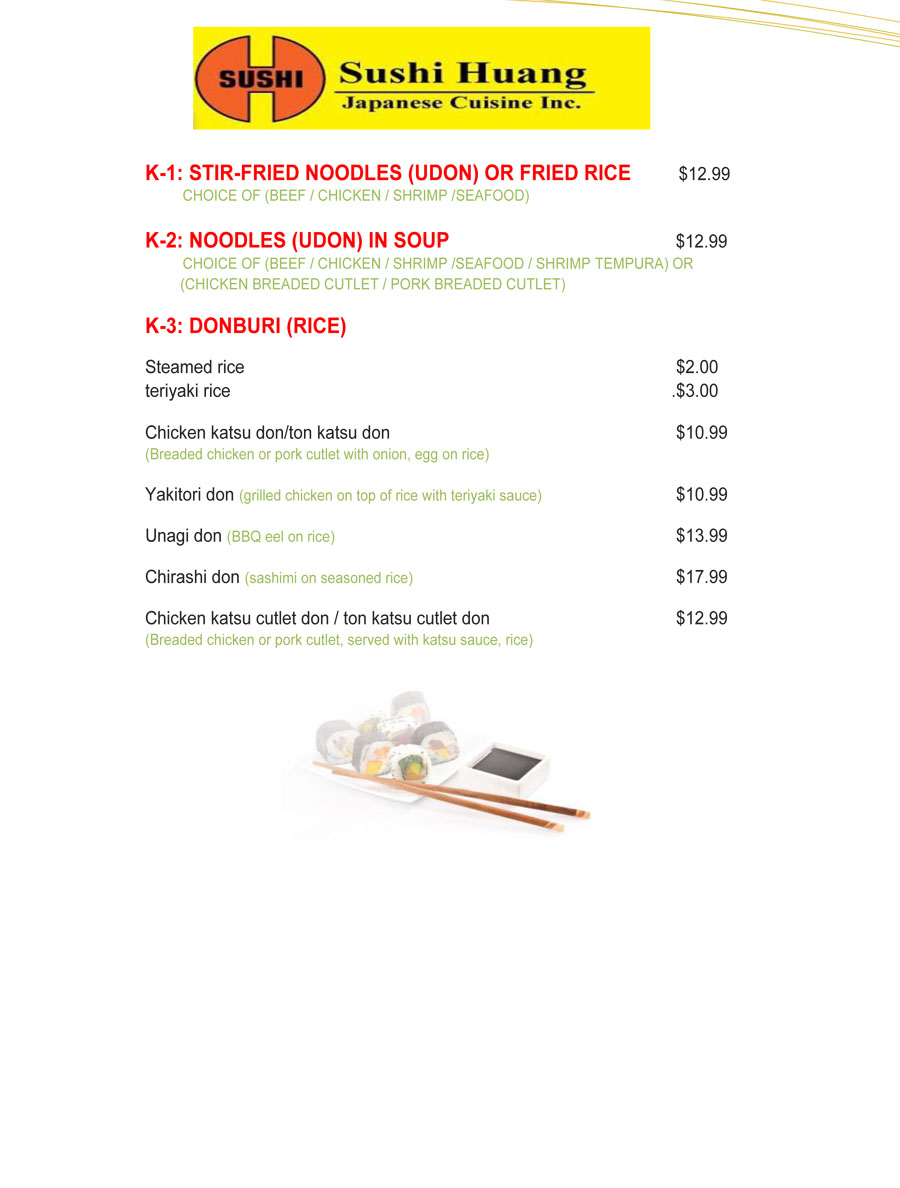 SUSHI
Sushi Huang
Japanese Cuisine Inc.
K-1: STIR-FRIED NOODLES (UDON) OR FRIED RICE $12.99
CHOICE OF (BEEF / CHICKEN / SHRIMP /SEAFOOD)
K-2: NOODLES (UDON) IN SOUP $12.99
CHOICE OF (BEEF / CHICKEN / SHRIMP /SEAFOOD / SHRIMP TEMPURA) OR
(CHICKEN BREADED CUTLET / PORK BREADED CUTLET)
K-3: DONBURI (RICE)
Steamed rice $2.00
teriyaki rice .$3.00
Chicken katsu don/ton katsu don $10.99
(Breaded chicken or pork cutlet with onion, egg on rice)
Yakitori don (grilled chicken on top of rice with teriyaki sauce) $10.99
Unagi don (BBQ eel on rice) $13.99
Chirashi don (sashimi on seasoned rice) $17.99
Chicken katsu cutlet don / ton katsu cutlet don $12.99
(Breaded chicken or pork cutlet, served with katsu sauce, rice)